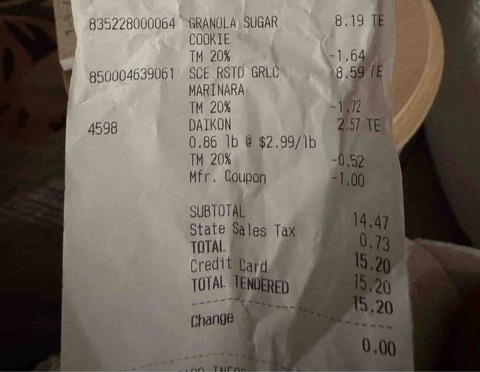 835228000064 GRANOLA SUGAR 8.19 TE
COOKIE
TM 20% -1.64
850004639061 SCE RSTD GRLC 8.59 TE
MARINARA
TM 20% -1.72
4598 DAIKON 2.57 TE
0.86 lb @ $2.99/lb
TM 20% -0.52
Mfr. Coupon -1.00
SUBTOTAL 14.47
State Sales Tax 0.73
TOTAL 15.20
Credit Card 15.20
TOTAL TENDERED 15.20
Change 0.00